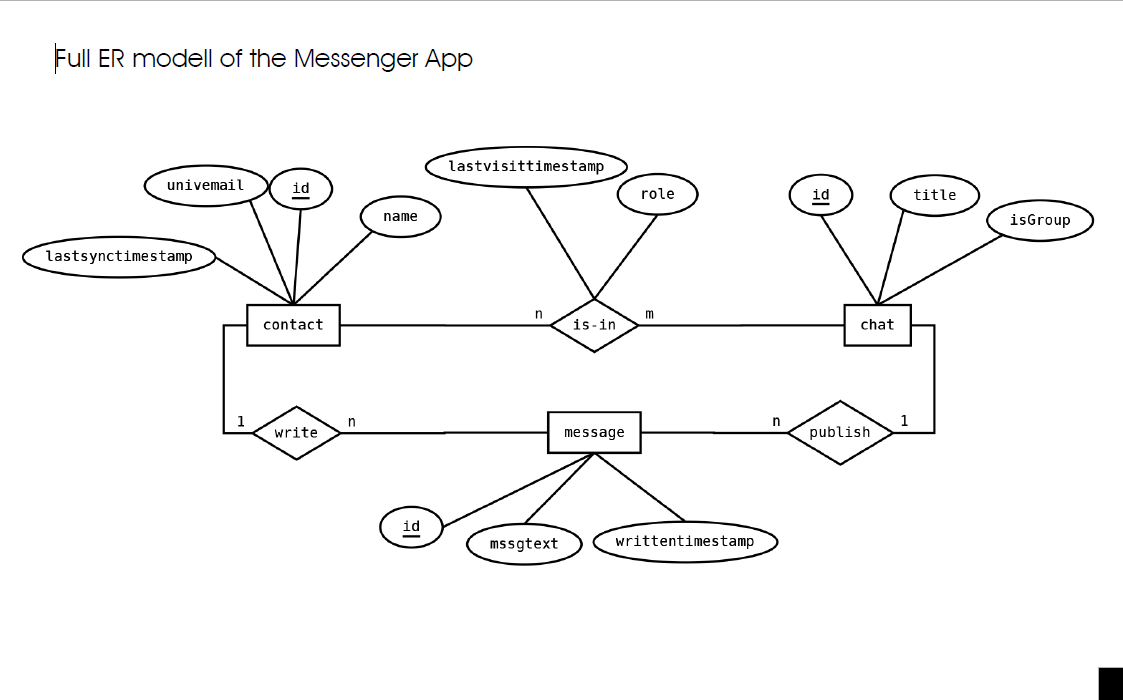 Full ER modell of the Messenger App
lastvisittimestamp
univemail
id
role
id
title
name
isGroup
lastsynctimestamp
n
m
contact
is-in
chat
1
n
n
1
write
message
publish
id
mssgtext
writtentimestamp